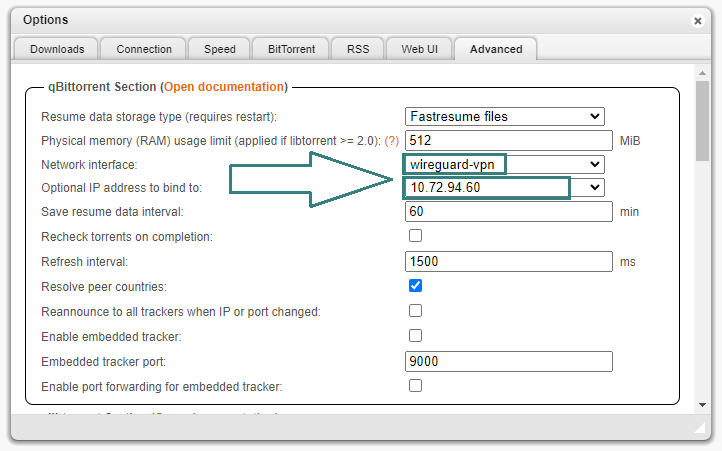 Options
Downloads Connection Speed BitTorrent RSS Web UI Advanced
qBittorrent Section (Open documentation)
Resume data storage type (requires restart): Fastresume files
Physical memory (RAM) usage limit (applied if libtorrent >= 2.0): (?) 512 MiB
Network interface: wireguard-vpn
Optional IP address to bind to: 10.72.94.60
Save resume data interval: 60 min
Recheck torrents on completion:
Refresh interval: 1500 ms
Resolve peer countries:
Reannounce to all trackers when IP or port changed:
Enable embedded tracker:
Embedded tracker port: 9000
Enable port forwarding for embedded tracker: